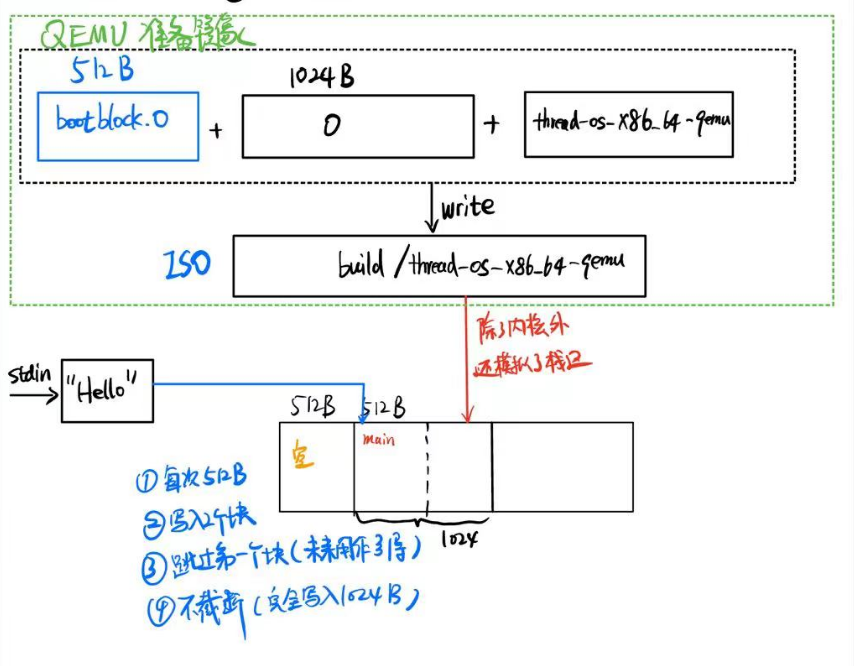 QEMU 准备镜像
512B
1024B
bootblock.o
+
0
+
thread-os-x86_64-qemu
write
ISO
build/thread-os-x86_64-qemu
除了内核外
还模拟了栈区
stdin
"Hello"
512B
512B
空
main
1024
① 每次512B
② 写入2个块
③ 跳过第一个块(未来用作引导)
④ 不截断(完全写入1024B)